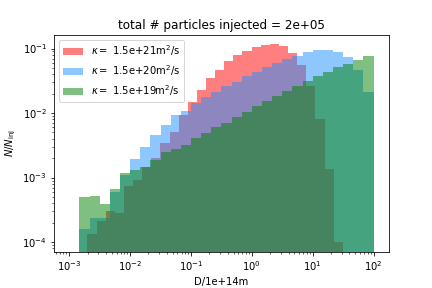 total # particles injected = 2e+05
κ = 1.5e+21m²/s
κ = 1.5e+20m²/s
κ = 1.5e+19m²/s
N/N_inj
10⁻¹
10⁻²
10⁻³
10⁻⁴
10⁻³ 10⁻² 10⁻¹ 10⁰ 10¹ 10²
D/1e+14m